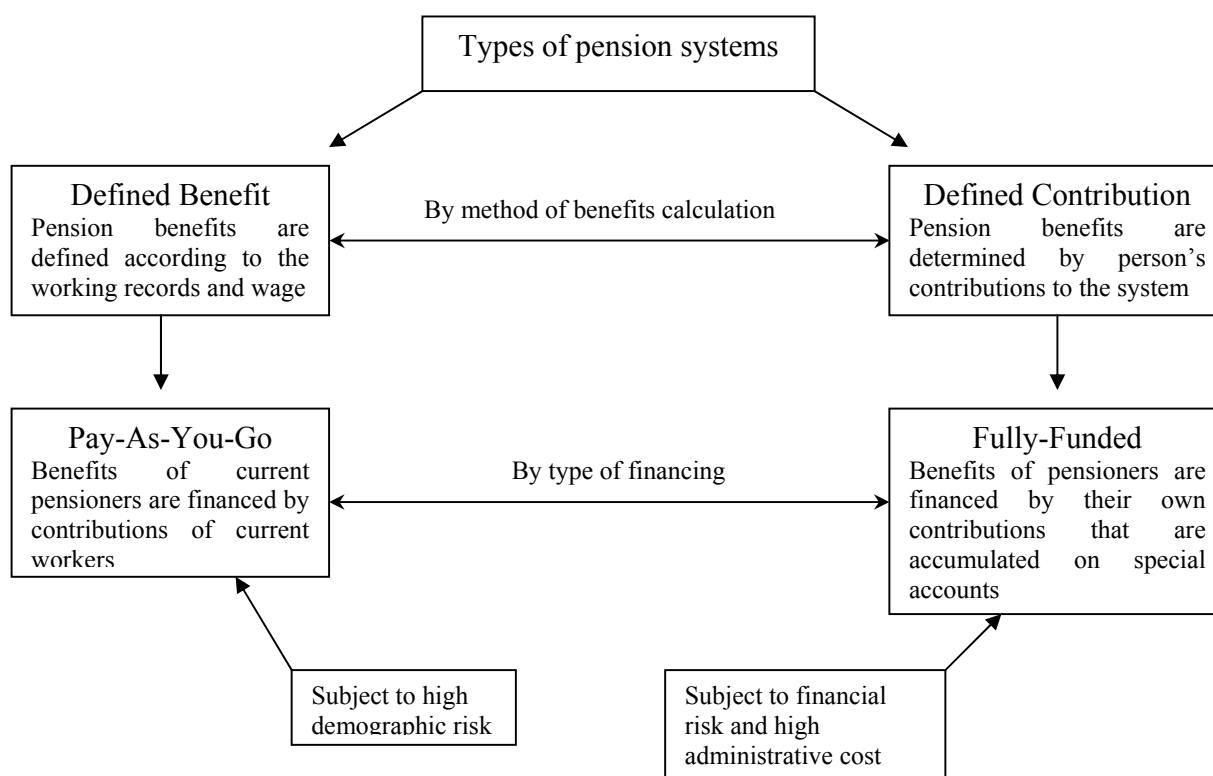 Types of pension systems
Defined Benefit
Pension benefits are
defined according to the
working records and wage
By method of benefits calculation
Defined Contribution
Pension benefits are
determined by person’s
contributions to the system
Pay-As-You-Go
Benefits of current
pensioners are financed by
contributions of current
workers
By type of financing
Fully-Funded
Benefits of pensioners are
financed by their own
contributions that are
accumulated on special
accounts
Subject to high
demographic risk
Subject to financial
risk and high
administrative cost